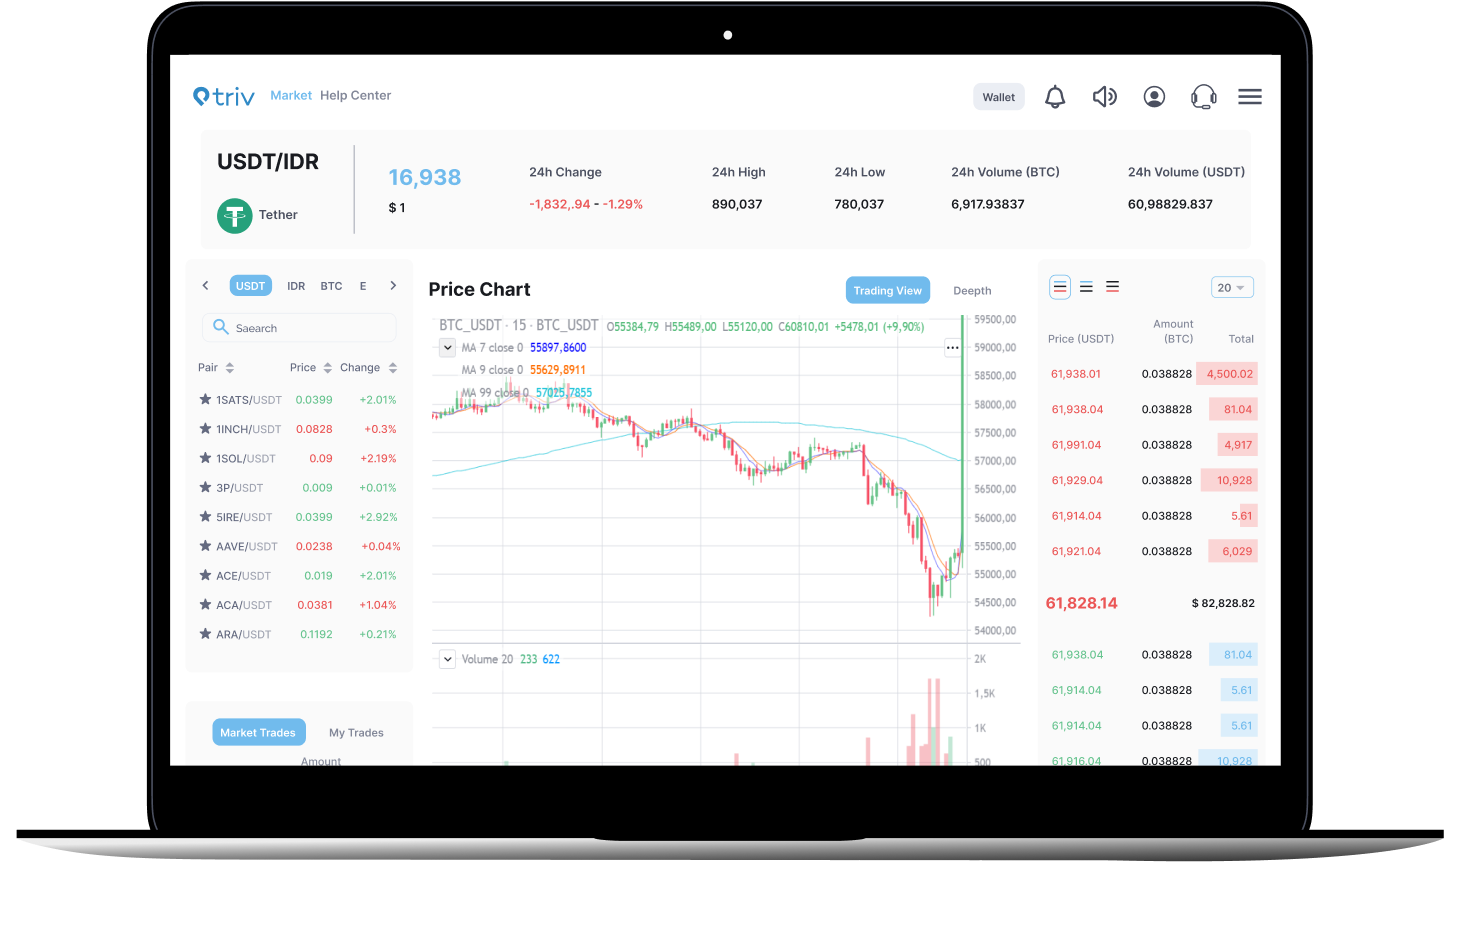 triv Market Help Center Wallet
USDT/IDR
Tether
16,938
$ 1
24h Change 24h High 24h Low 24h Volume (BTC) 24h Volume (USDT)
-1,832,.94 - -1.29% 890,037 780,037 6,917.93837 60,98829.837
USDT IDR BTC E
Saearch
Pair Price Change
1SATS/USDT 0.0399 +2.01%
1INCH/USDT 0.0828 +0.3%
1SOL/USDT 0.09 +2.19%
3P/USDT 0.009 +0.01%
5IRE/USDT 0.0399 +2.92%
AAVE/USDT 0.0238 +0.04%
ACE/USDT 0.019 +2.01%
ACA/USDT 0.0381 +1.04%
ARA/USDT 0.1192 +0.21%
Market Trades My Trades
Amount
Price Chart Trading View Deepth
BTC_USDT · 15 · BTC_USDT O55384,79 H55489,00 L55120,00 C60810,01 +5478,01 (+9,90%)
MA 7 close 0 55897,8600
MA 9 close 0 55629,8911
MA 99 close 0 57025,7855
59500,00
59000,00
58500,00
58000,00
57500,00
57000,00
56500,00
56000,00
55500,00
55000,00
54500,00
54000,00
Volume 20 233 622
2K
1,5K
1K
500
20
Price (USDT) Amount (BTC) Total
61,938.01 0.038828 4,500.02
61,938.04 0.038828 81.04
61,991.04 0.038828 4,917
61,929.04 0.038828 10,928
61,914.04 0.038828 5.61
61,921.04 0.038828 6,029
61,828.14 $ 82,828.82
61,938.04 0.038828 81.04
61,914.04 0.038828 5.61
61,914.04 0.038828 5.61
61,916.04 0.038828 10,928